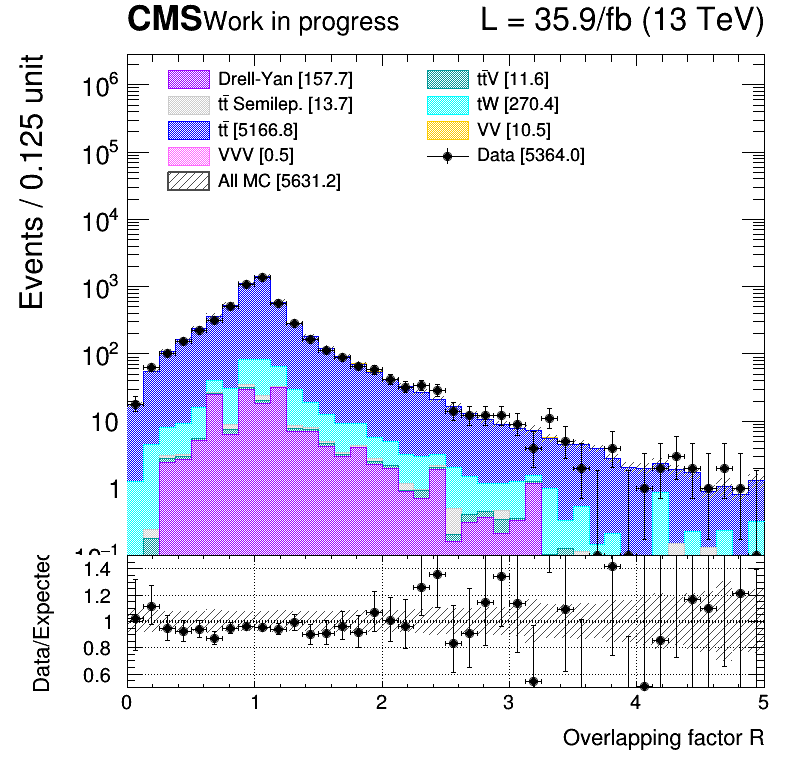 CMS Work in progress L = 35.9/fb (13 TeV)
Events / 0.125 unit
Drell-Yan [157.7]
tt̄ Semilep. [13.7]
tt̄ [5166.8]
VVV [0.5]
All MC [5631.2]
tt̄V [11.6]
tW [270.4]
VV [10.5]
Data [5364.0]
10⁶
10⁵
10⁴
10³
10²
10
1
10⁻¹
Data/Expected
1.4
1.2
1
0.8
0.6
0 1 2 3 4 5
Overlapping factor R